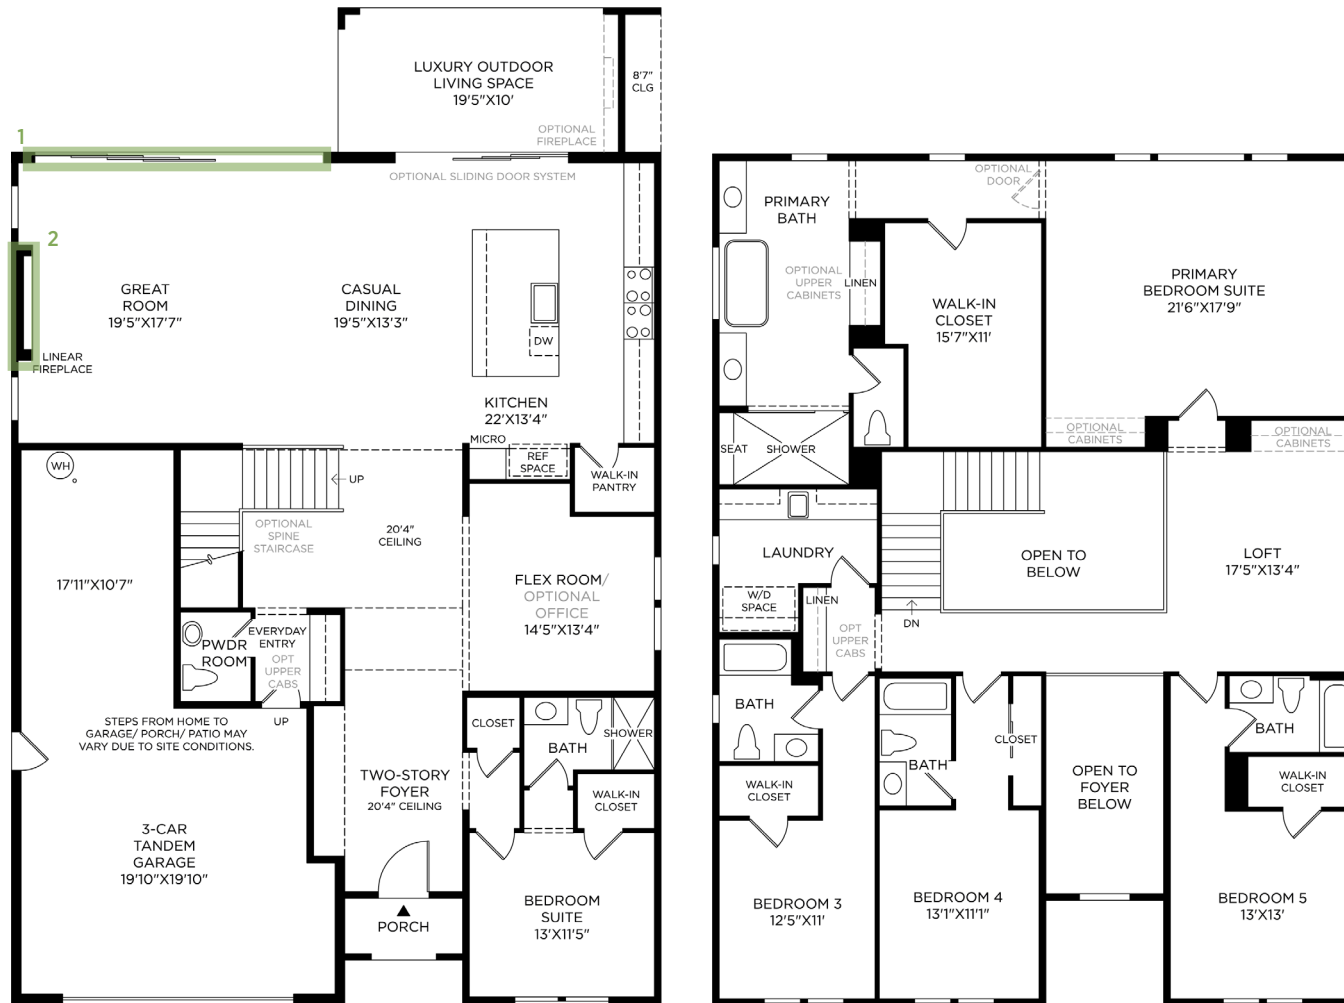 LUXURY OUTDOOR
LIVING SPACE
19'5"X10'
8'7"
CLG
OPTIONAL
FIREPLACE
1
OPTIONAL SLIDING DOOR SYSTEM
2
GREAT
ROOM
19'5"X17'7"
CASUAL
DINING
19'5"X13'3"
DW
LINEAR
FIREPLACE
KITCHEN
22'X13'4"
MICRO
REF
SPACE
WALK-IN
PANTRY
WH
UP
OPTIONAL
SPINE
STAIRCASE
20'4"
CEILING
17'11"X10'7"
FLEX ROOM/
OPTIONAL
OFFICE
14'5"X13'4"
PWDR
ROOM
EVERYDAY
ENTRY
OPT
UPPER
CABS
UP
STEPS FROM HOME TO
GARAGE/ PORCH/ PATIO MAY
VARY DUE TO SITE CONDITIONS.
CLOSET
BATH
SHOWER
TWO-STORY
FOYER
20'4" CEILING
WALK-IN
CLOSET
3-CAR
TANDEM
GARAGE
19'10"X19'10"
BEDROOM
SUITE
13'X11'5"
PORCH
PRIMARY
BATH
OPTIONAL
DOOR
OPTIONAL
UPPER
CABINETS
LINEN
WALK-IN
CLOSET
15'7"X11'
PRIMARY
BEDROOM SUITE
21'6"X17'9"
SEAT
SHOWER
OPTIONAL
CABINETS
OPTIONAL
CABINETS
LAUNDRY
W/D
SPACE
LINEN
OPT
UPPER
CABS
DN
OPEN TO
BELOW
LOFT
17'5"X13'4"
BATH
WALK-IN
CLOSET
BATH
CLOSET
OPEN TO
FOYER
BELOW
BATH
WALK-IN
CLOSET
BEDROOM 3
12'5"X11'
BEDROOM 4
13'1"X11'1"
BEDROOM 5
13'X13'